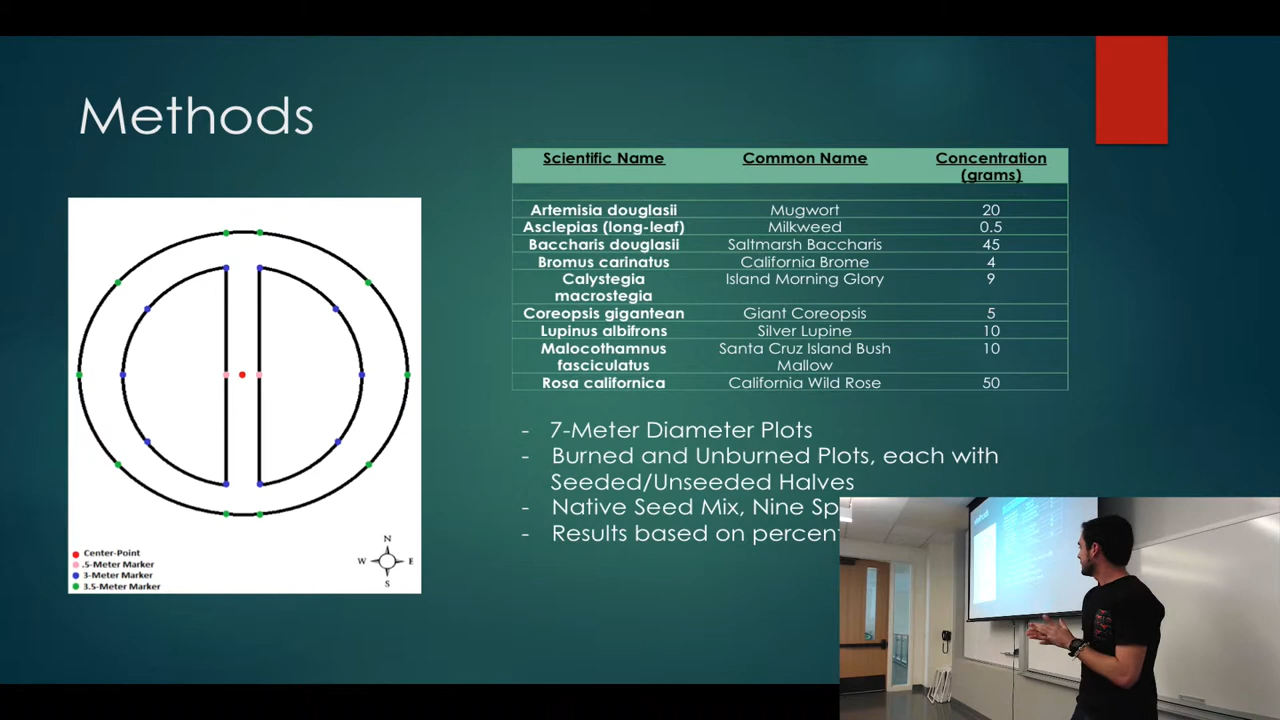 Methods
Scientific Name Common Name Concentration
(grams)
Artemisia douglasii Mugwort 20
Asclepias (long-leaf) Milkweed 0.5
Baccharis douglasii Saltmarsh Baccharis 45
Bromus carinatus California Brome 4
Calystegia Island Morning Glory 9
macrostegia
Coreopsis gigantean Giant Coreopsis 5
Lupinus albifrons Silver Lupine 10
Malocothamnus Santa Cruz Island Bush 10
fasciculatus Mallow
Rosa californica California Wild Rose 50
- 7-Meter Diameter Plots
- Burned and Unburned Plots, each with
Seeded/Unseeded Halves
- Native Seed Mix, Nine Sp
- Results based on percen
Center-Point
.5-Meter Marker
3-Meter Marker
3.5-Meter Marker
N
W E
S